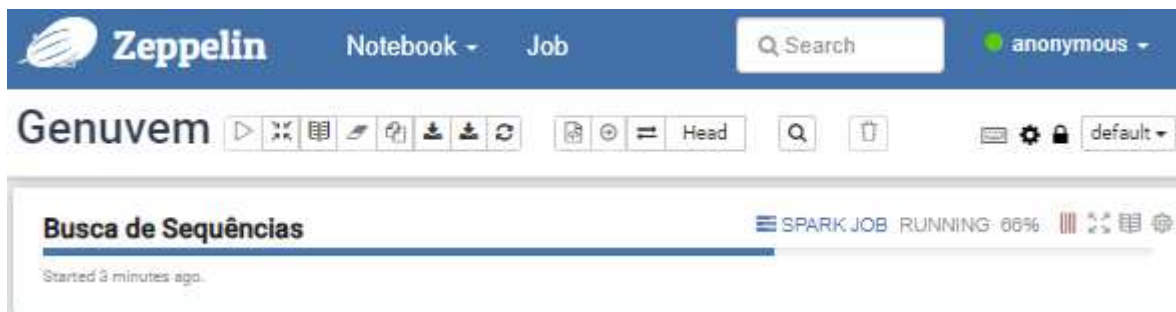 Zeppelin Notebook Job Search anonymous
Genuvem Head default
Busca de Sequências SPARK JOB RUNNING 66%
Started 3 minutes ago.